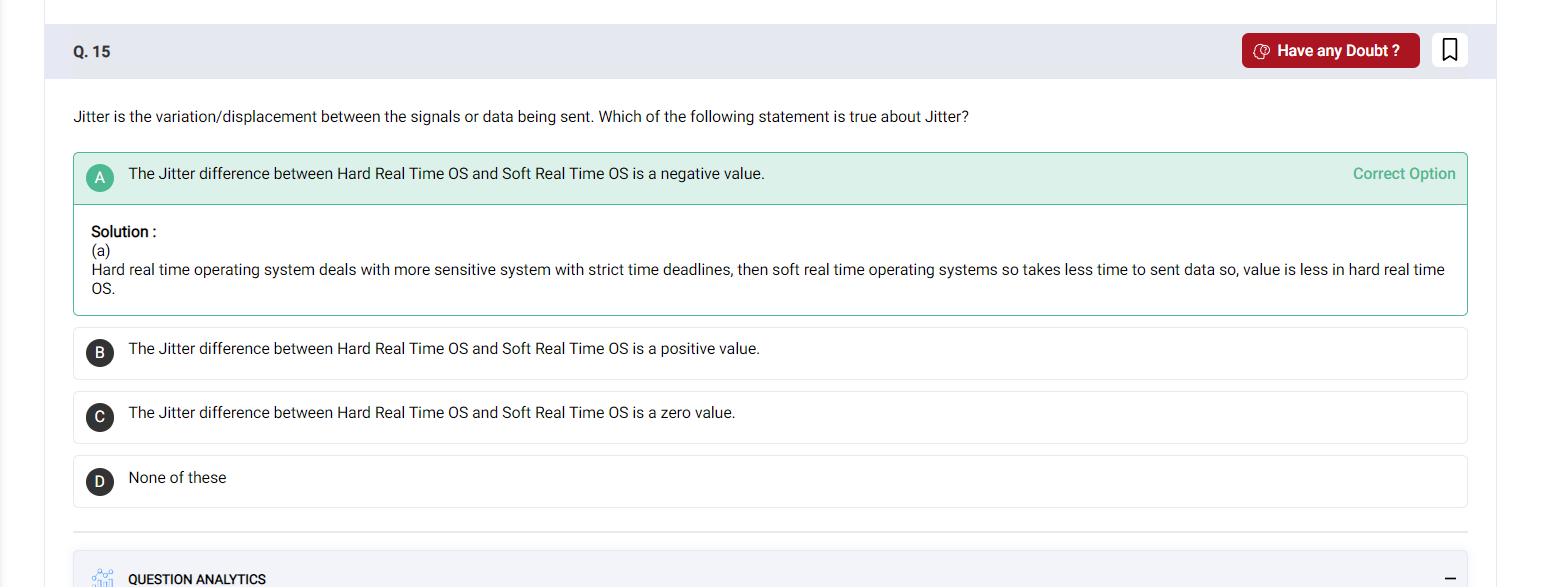 Q. 15
Have any Doubt ?
Jitter is the variation/displacement between the signals or data being sent. Which of the following statement is true about Jitter?
A
The Jitter difference between Hard Real Time OS and Soft Real Time OS is a negative value.
Correct Option
Solution :
(a)
Hard real time operating system deals with more sensitive system with strict time deadlines, then soft real time operating systems so takes less time to sent data so, value is less in hard real time
OS.
B
The Jitter difference between Hard Real Time OS and Soft Real Time OS is a positive value.
C
The Jitter difference between Hard Real Time OS and Soft Real Time OS is a zero value.
D
None of these
QUESTION ANALYTICS